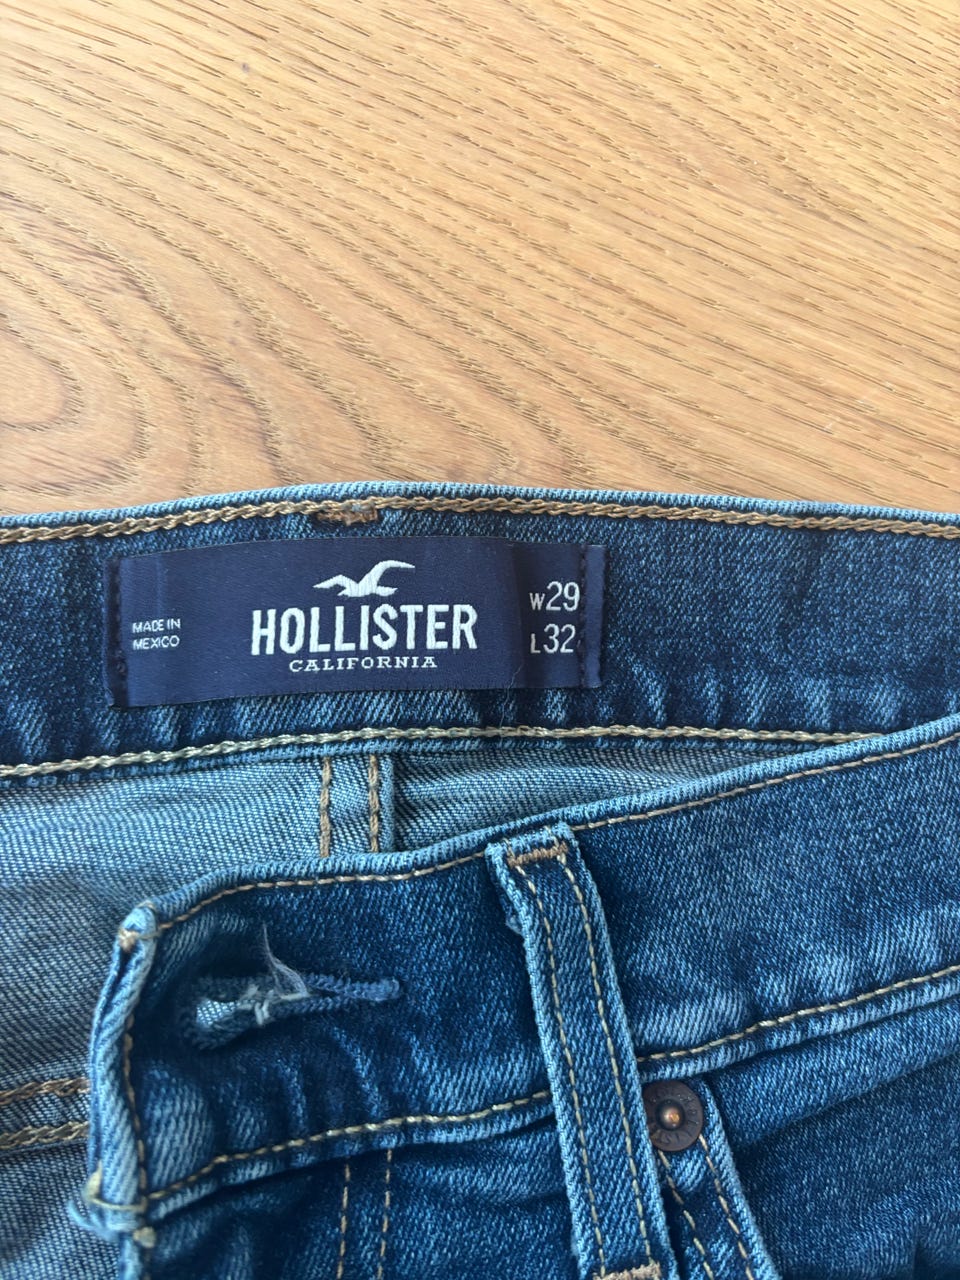 MADE IN
MEXICO
HOLLISTER
CALIFORNIA
W29
L32